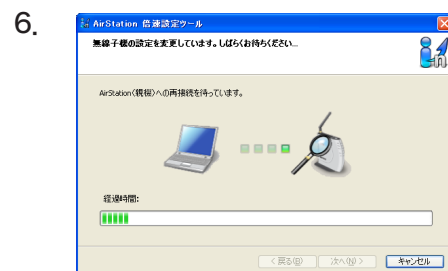 6.
AirStation 倍速設定ツール
無線子機の設定を変更しています。しばらくお待ちください...
AirStation(親機)への再接続を待っています。
経過時間:
< 戻る(B) 次へ(N) > キャンセル